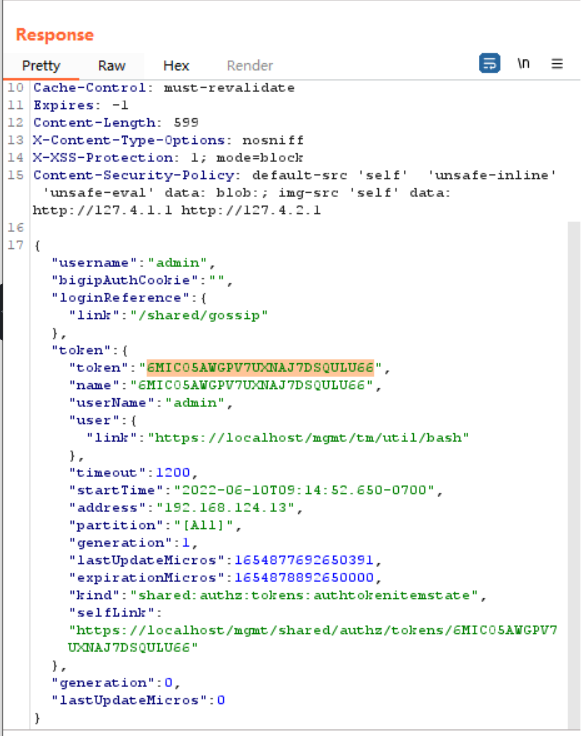 Response
Pretty Raw Hex Render \n
10 Cache-Control: must-revalidate
11 Expires: -1
12 Content-Length: 599
13 X-Content-Type-Options: nosniff
14 X-XSS-Protection: 1; mode=block
15 Content-Security-Policy: default-src 'self' 'unsafe-inline'
'unsafe-eval' data: blob:; img-src 'self' data:
http://127.4.1.1 http://127.4.2.1
16
17 {
"username":"admin",
"bigipAuthCookie":"",
"loginReference":{
"link":"/shared/gossip"
},
"token":{
"token":"6MICO5AWGPV7UXNAJ7DSQULU66",
"name":"6MICO5AWGPV7UXNAJ7DSQULU66",
"userName":"admin",
"user":{
"link":"https://localhost/mgmt/tm/util/bash"
},
"timeout":1200,
"startTime":"2022-06-10T09:14:52.650-0700",
"address":"192.168.124.13",
"partition":"[All]",
"generation":1,
"lastUpdateMicros":1654877692650391,
"expirationMicros":1654878892650000,
"kind":"shared:authz:tokens:authtokenitemstate",
"selfLink":
"https://localhost/mgmt/shared/authz/tokens/6MICO5AWGPV7
UXNAJ7DSQULU66"
},
"generation":0,
"lastUpdateMicros":0
}